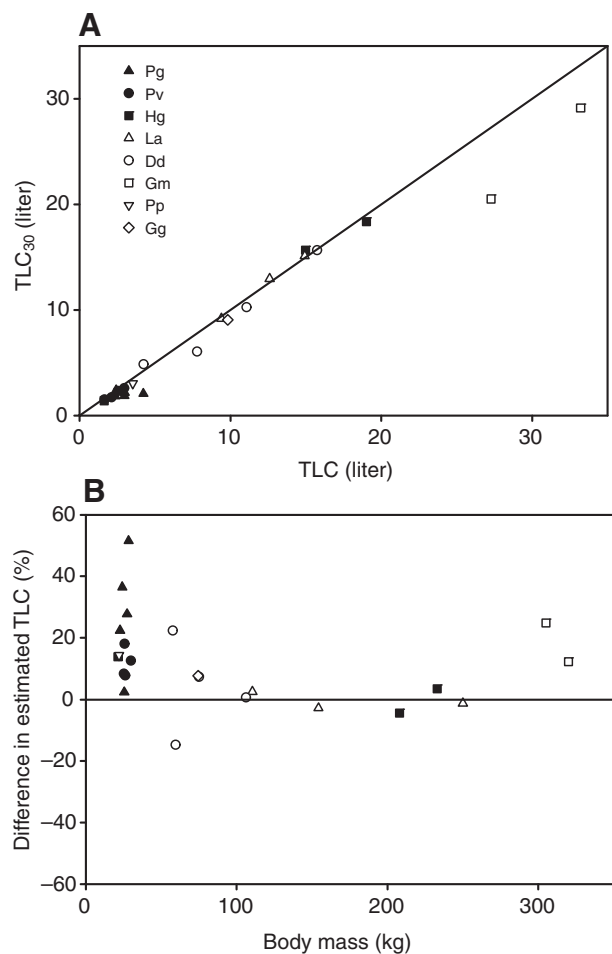 A
TLC30 (liter)
30
20
10
0
Pg
Pv
Hg
La
Dd
Gm
Pp
Gg
0 10 20 30
TLC (liter)
B
Difference in estimated TLC (%)
60
40
20
0
–20
–40
–60
0 100 200 300
Body mass (kg)